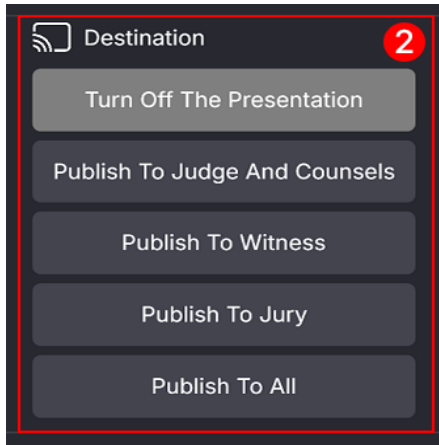 Destination
2
Turn Off The Presentation
Publish To Judge And Counsels
Publish To Witness
Publish To Jury
Publish To All